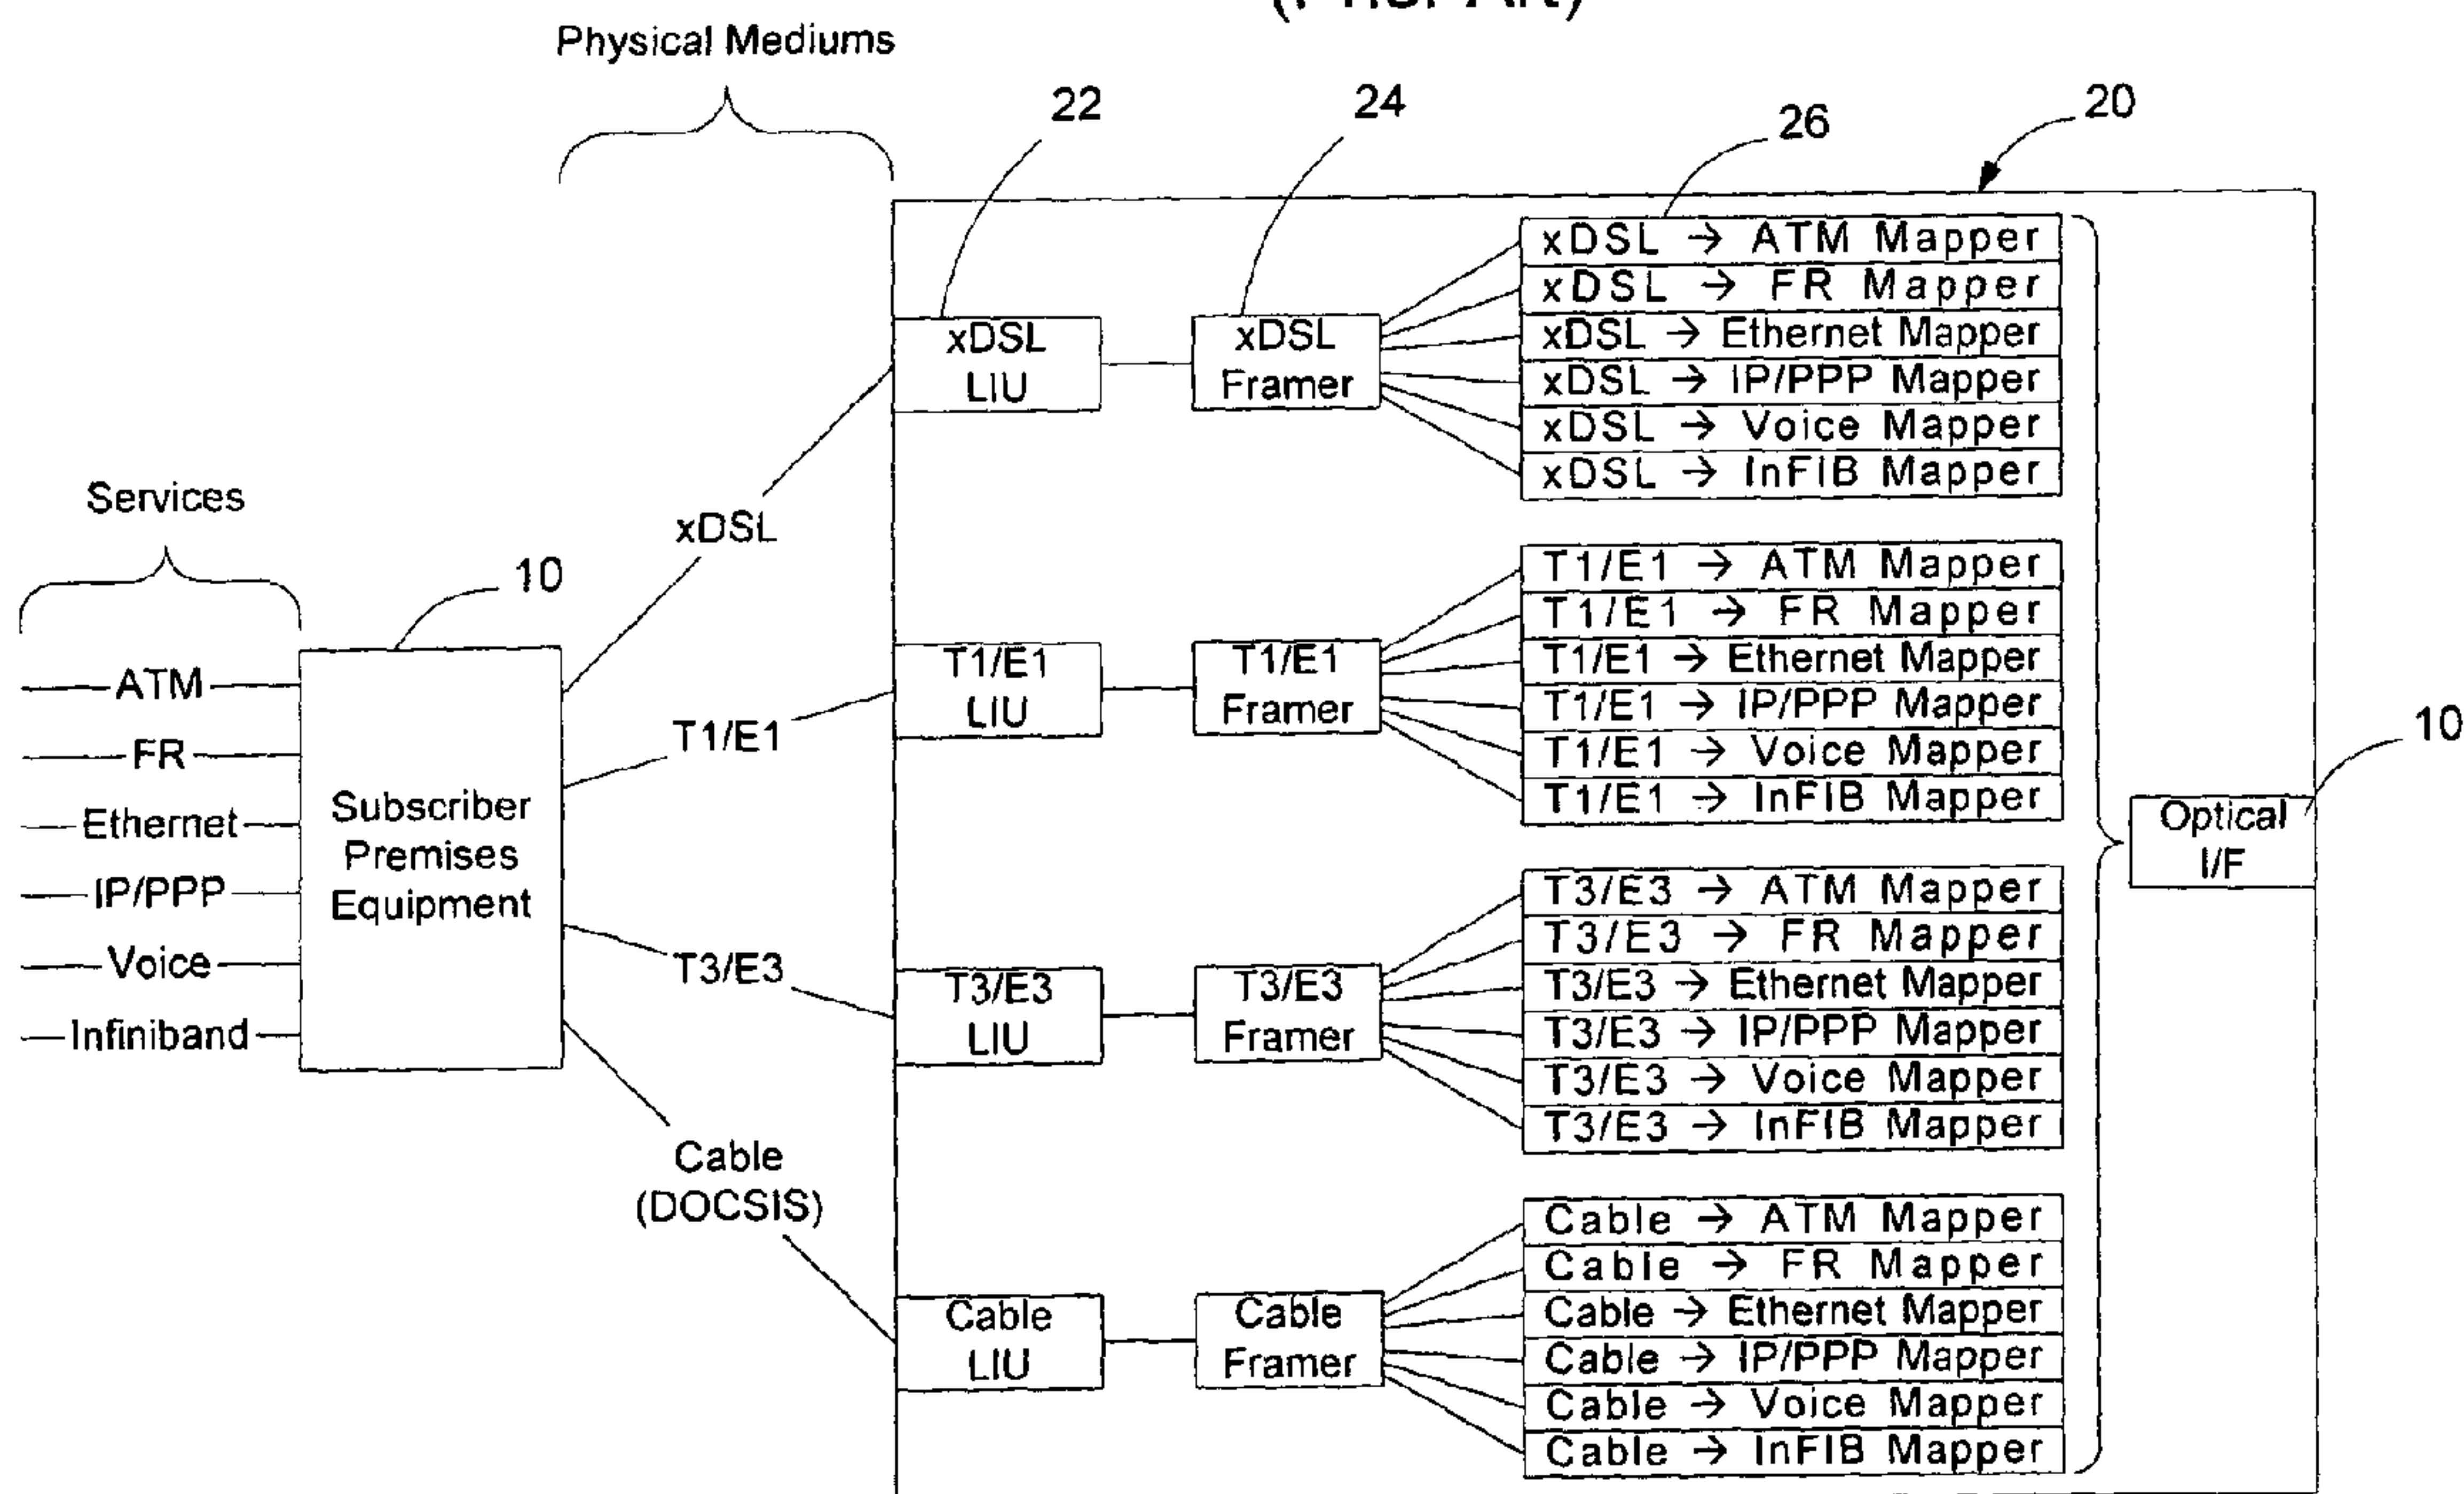 (Prior Art)
Physical Mediums
22
24
26
20
xDSL
LIU
xDSL
Framer
xDSL → ATM Mapper
xDSL → FR Mapper
xDSL → Ethernet Mapper
xDSL → IP/PPP Mapper
xDSL → Voice Mapper
xDSL → InFIB Mapper
Services
10
xDSL
T1/E1
T3/E3
Cable
(DOCSIS)
ATM
FR
Ethernet
IP/PPP
Voice
Infiniband
Subscriber
Premises
Equipment
T1/E1
LIU
T1/E1
Framer
T1/E1 → ATM Mapper
T1/E1 → FR Mapper
T1/E1 → Ethernet Mapper
T1/E1 → IP/PPP Mapper
T1/E1 → Voice Mapper
T1/E1 → InFIB Mapper
10
Optical
I/F
T3/E3
LIU
T3/E3
Framer
T3/E3 → ATM Mapper
T3/E3 → FR Mapper
T3/E3 → Ethernet Mapper
T3/E3 → IP/PPP Mapper
T3/E3 → Voice Mapper
T3/E3 → InFIB Mapper
Cable
LIU
Cable
Framer
Cable → ATM Mapper
Cable → FR Mapper
Cable → Ethernet Mapper
Cable → IP/PPP Mapper
Cable → Voice Mapper
Cable → InFIB Mapper